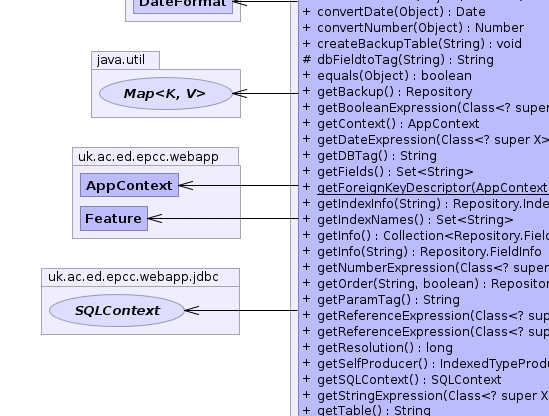 DateFormat
java.util
Map<K, V>
uk.ac.ed.epcc.webapp
AppContext
Feature
uk.ac.ed.epcc.webapp.jdbc
SQLContext
+ convertDate(Object) : Date
+ convertNumber(Object) : Number
+ createBackupTable(String) : void
# dbFieldtoTag(String) : String
+ equals(Object) : boolean
+ getBackup() : Repository
+ getBooleanExpression(Class<? super
+ getContext() : AppContext
+ getDateExpression(Class<? super X>
+ getDBTag() : String
+ getFields() : Set<String>
+ getForeignKeyDescriptor(AppContext
+ getIndexInfo(String) : Repository.Inde
+ getIndexNames() : Set<String>
+ getInfo() : Collection<Repository.Fiel
+ getInfo(String) : Repository.FieldInfo
+ getNumberExpression(Class<? super
+ getOrder(String, boolean) : Repositor
+ getParamTag() : String
+ getReferenceExpression(Class<? sup
+ getReferenceExpression(Class<? sup
+ getResolution() : long
+ getSelfProducer() : IndexedTypeProdu
+ getSQLContext() : SQLContext
+ getStringExpression(Class<? super X
+ getTable() : String